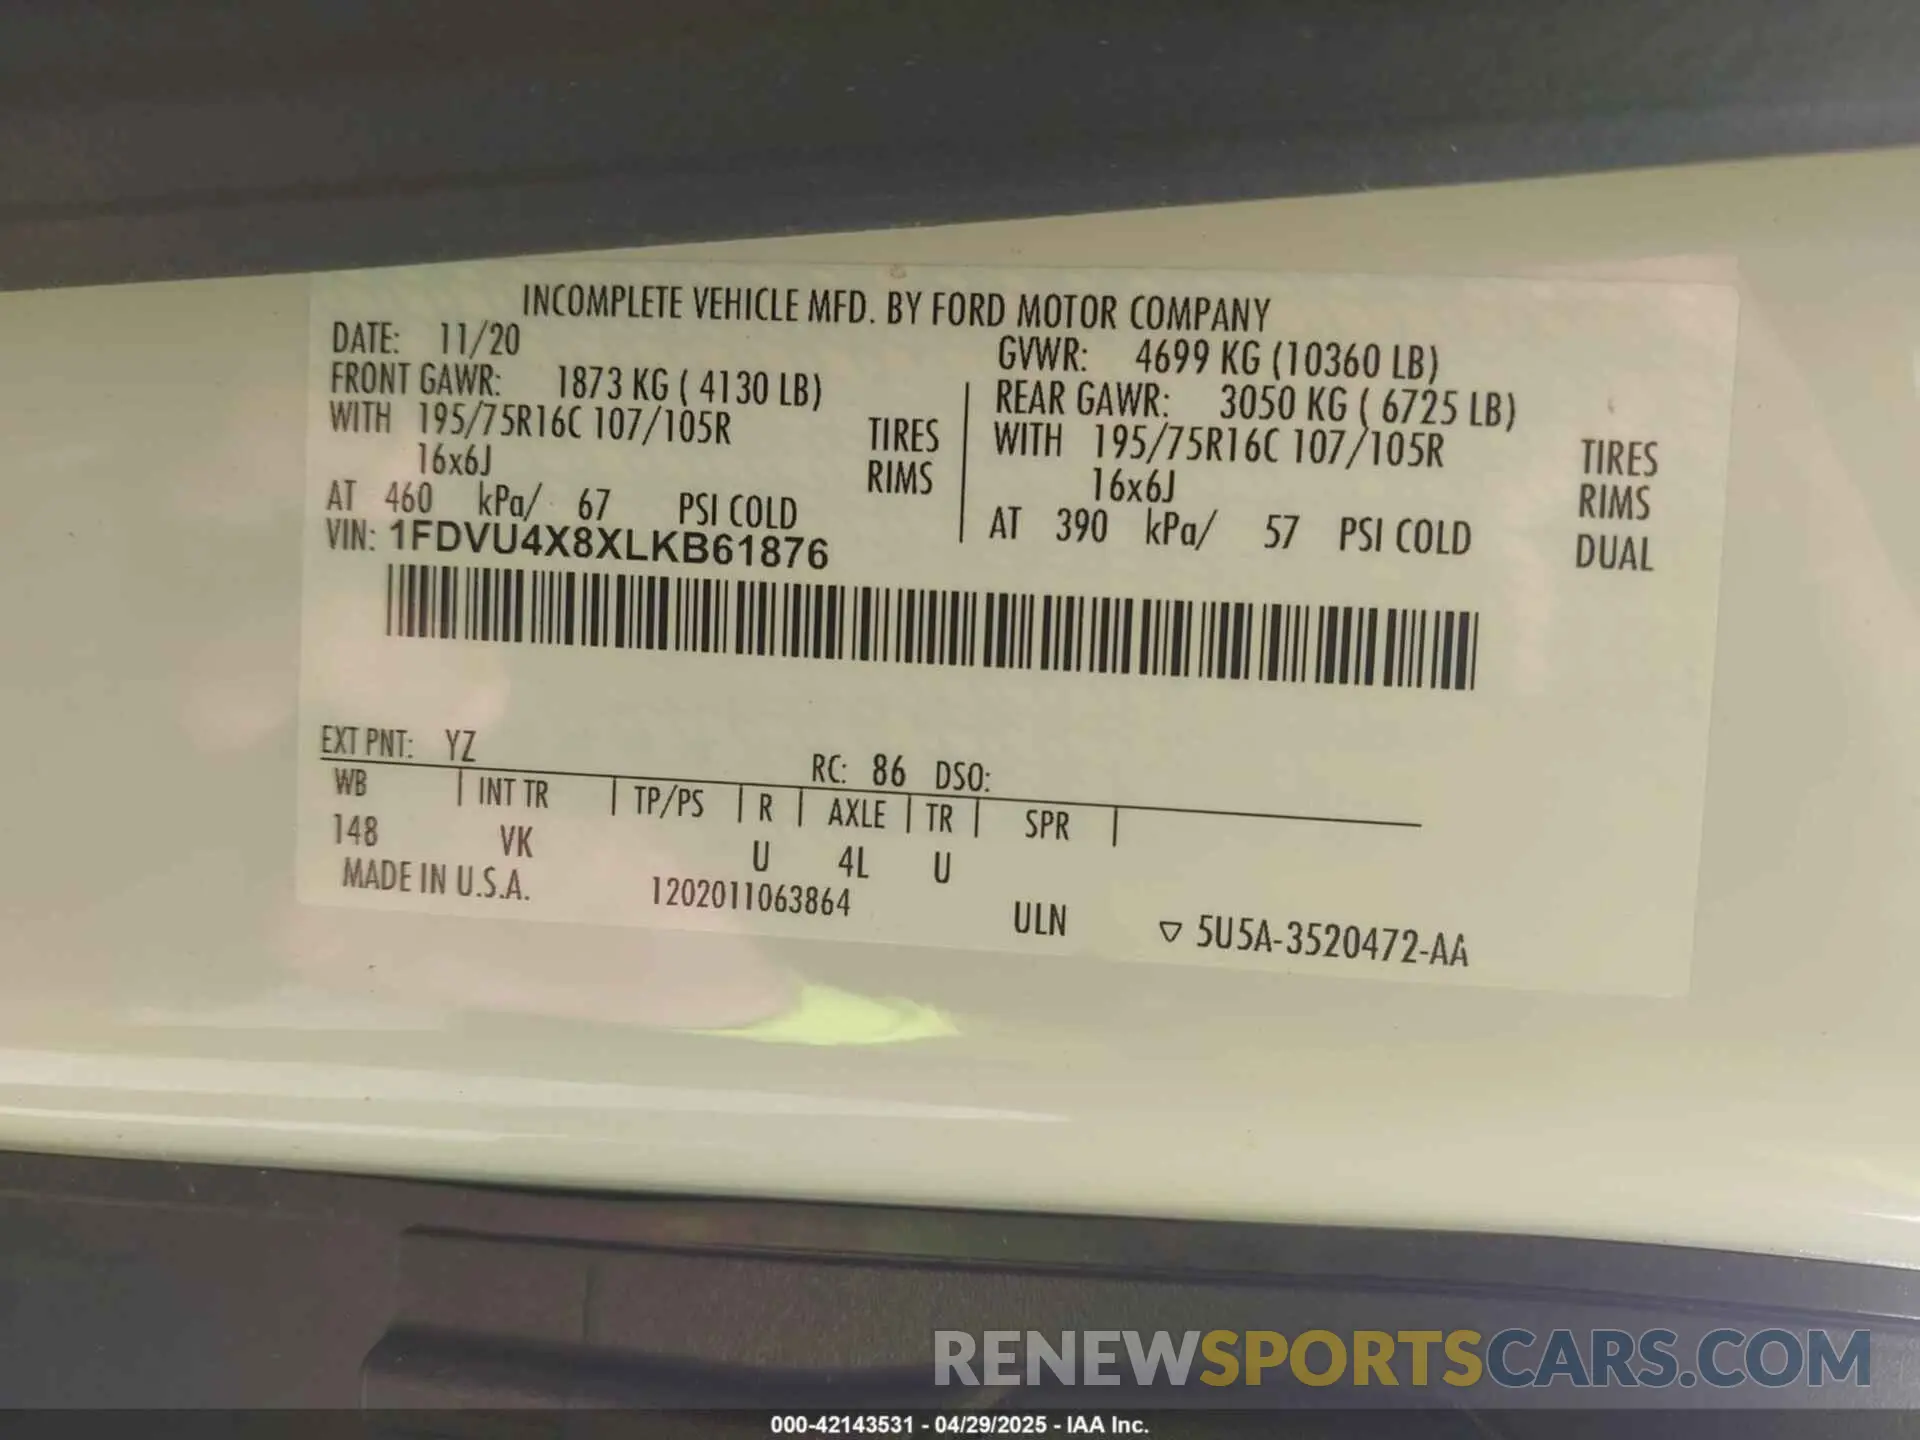 INCOMPLETE VEHICLE MFD. BY FORD MOTOR COMPANY
DATE: 11/20
GVWR: 4699 KG (10360 LB)
FRONT GAWR: 1873 KG ( 4130 LB)
REAR GAWR: 3050 KG ( 6725 LB)
WITH 195/75R16C 107/105R TIRES
WITH 195/75R16C 107/105R TIRES
16x6J RIMS
16x6J RIMS
AT 460 kPa/ 67 PSI COLD
AT 390 kPa/ 57 PSI COLD DUAL
VIN: 1FDVU4X8XLKB61876
EXT PNT: YZ RC: 86 DSO:
WB INT TR TP/PS R AXLE TR SPR
148 VK U 4L U
MADE IN U.S.A. 1202011063864 ULN ▽ 5U5A-3520472-AA
RENEWSPORTSCARS.COM
000-42143531 - 04/29/2025 - IAA Inc.